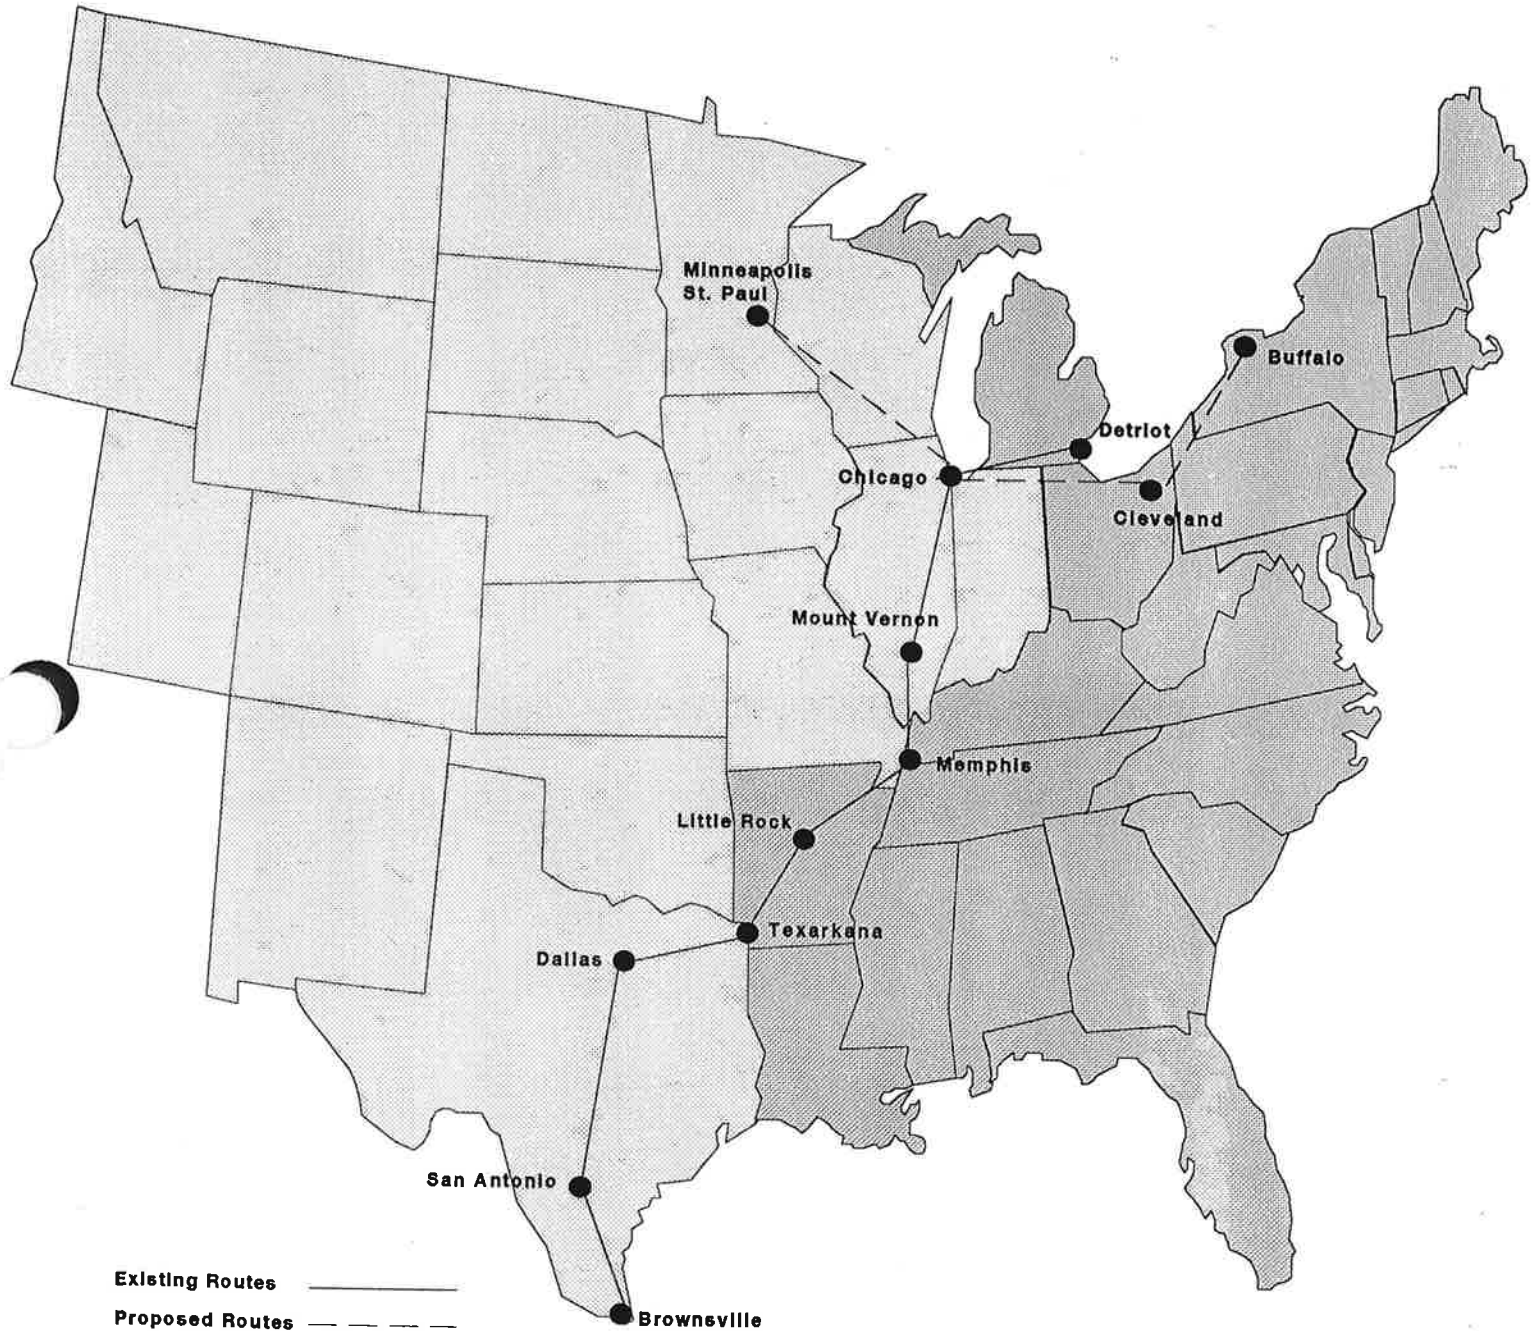 Minneapolis
St. Paul
Buffalo
Detriot
Chicago
Cleveland
Mount Vernon
Memphis
Little Rock
Texarkana
Dallas
San Antonio
Existing Routes
Proposed Routes
Brownsville